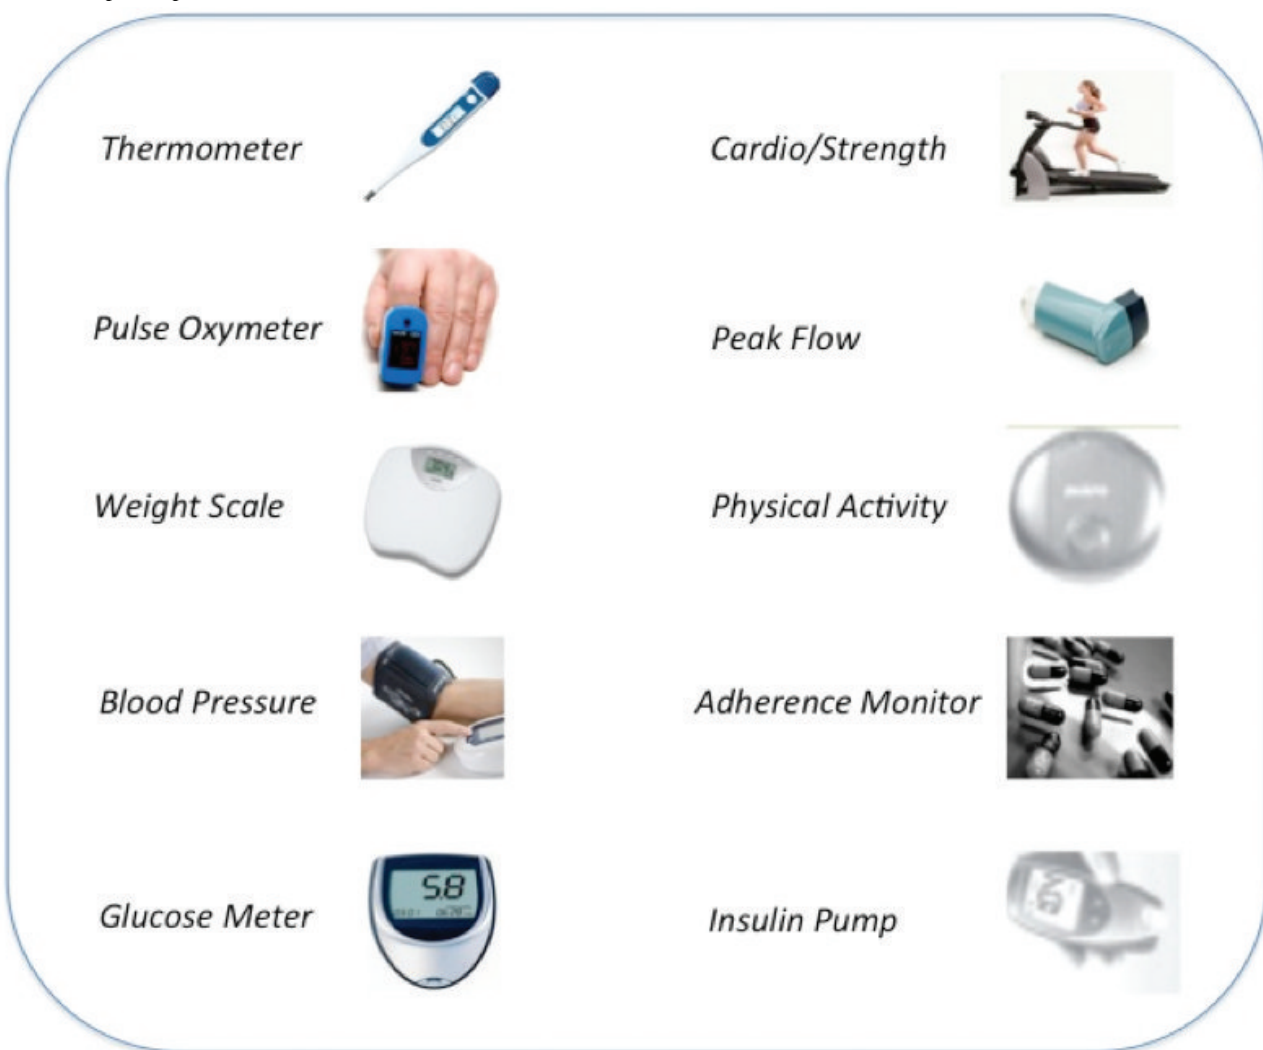 Thermometer
Cardio/Strength
Pulse Oxymeter
Peak Flow
Weight Scale
Physical Activity
Blood Pressure
Adherence Monitor
5.8
Glucose Meter
Insulin Pump